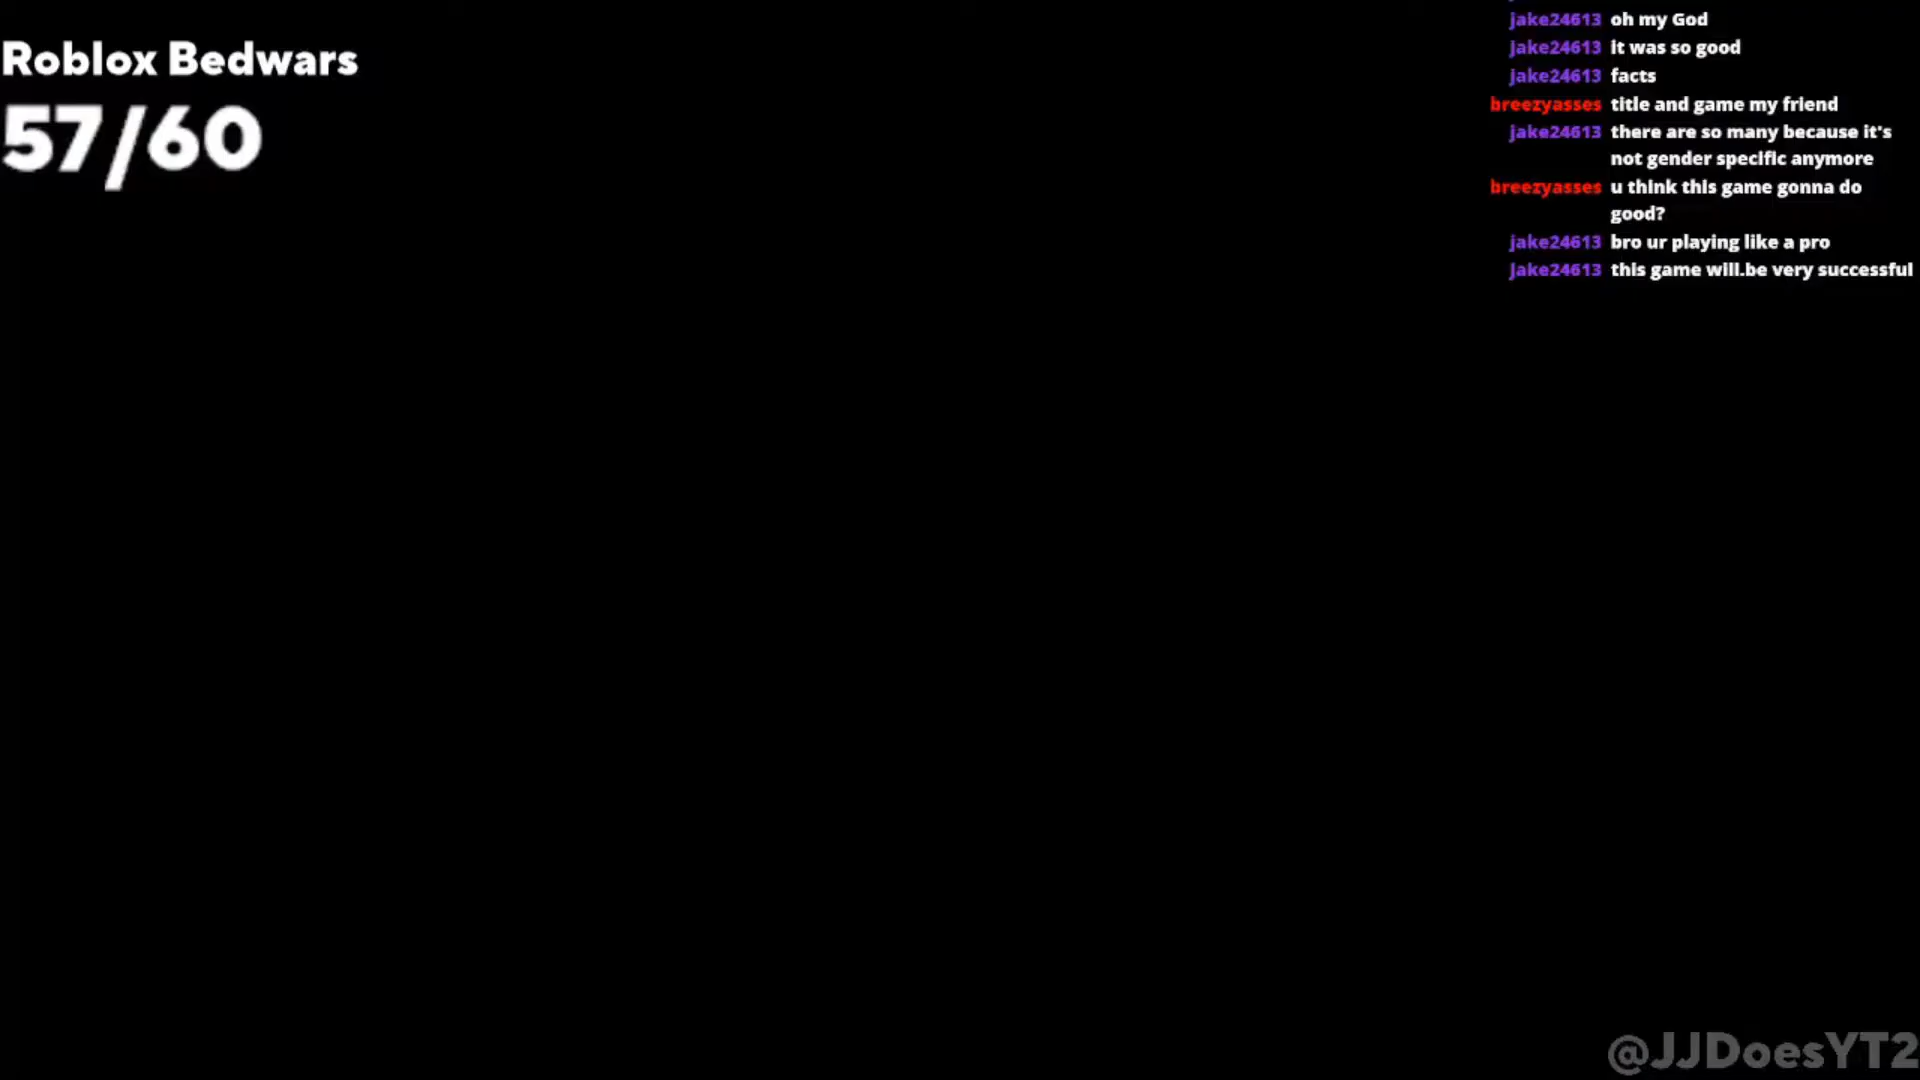 Roblox Bedwars
57/60
jake24613 oh my God
jake24613 it was so good
jake24613 facts
breezyasses title and game my friend
jake24613 there are so many because it's
not gender specific anymore
breezyasses u think this game gonna do
good?
jake24613 bro ur playing like a pro
jake24613 this game will.be very successful
@JJDoesYT2